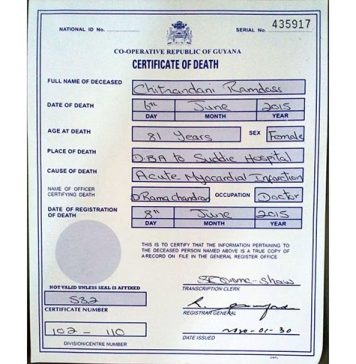 NATIONAL ID No. SERIAL No. 435917
CO-OPERATIVE REPUBLIC OF GUYANA
CERTIFICATE OF DEATH
FULL NAME OF DECEASED Chitrandani Ramdass
DATE OF DEATH 6th June 2015
DAY MONTH YEAR
AGE AT DEATH 81 Years SEX Female
PLACE OF DEATH D.B.A to Suddie Hospital
CAUSE OF DEATH Acute Myocardial Infarction
NAME OF OFFICER CERTIFYING DEATH D Ramachandran OCCUPATION Doctor
DATE OF REGISTRATION OF DEATH 8th June 2015
DAY MONTH YEAR
THIS IS TO CERTIFY THAT THE INFORMATION PERTAINING TO
THE DECEASED PERSON NAMED ABOVE IS A TRUE COPY OF
A RECORD ON FILE IN THE GENERAL REGISTER OFFICE
NOT VALID UNLESS SEAL IS AFFIXED
532
CERTIFICATE NUMBER
102 - 110
DIVISION/CENTRE NUMBER
TRANSCRIPTION CLERK
REGISTRAR GENERAL
01-30
DATE ISSUED